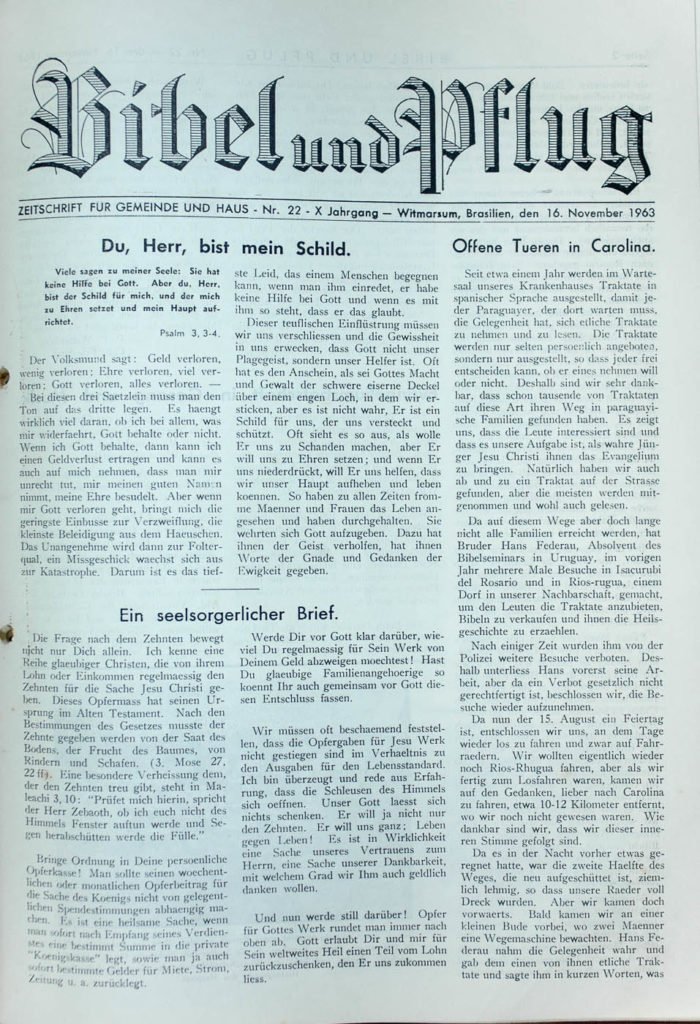 Bibel und Pflug
ZEITSCHRIFT FÜR GEMEINDE UND HAUS - Nr. 22 - X Jahrgang — Witmarsum, Brasilien, den 16. November 1963
Du, Herr, bist mein Schild.
Viele sagen zu meiner Seele: Sie hat
keine Hilfe bei Gott. Aber du, Herr,
bist der Schild für mich, und der mich
zu Ehren setzet und mein Haupt auf-
richtet.
Psalm 3, 3-4.
Der Volksmund sagt: Geld verloren,
wenig verloren; Ehre verloren, viel ver-
loren; Gott verloren, alles verloren. —
Bei diesen drei Saetzlein muss man den
Ton auf das dritte legen. Es haengt
wirklich viel daran, ob ich bei allem, was
mir widerfaehrt, Gott behalte oder nicht.
Wenn ich Gott behalte, dann kann ich
einen Geldverlust ertragen und kann es
auch auf mich nehmen, dass man mir
unrecht tut, mir meinen guten Namen
nimmt, meine Ehre besudelt. Aber wenn
mir Gott verloren geht, bringt mich die
geringste Einbusse zur Verzweiflung, die
kleinste Beleidigung aus dem Haeuschen.
Das Unangenehme wird dann zur Folter-
qual, ein Missgeschick waechst sich aus
zur Katastrophe. Darum ist es das tief-
ste Leid, das einem Menschen begegnen
kann, wenn man ihm einredet, er habe
keine Hilfe bei Gott und wenn es mit
ihm so steht, dass er das glaubt.
Dieser teuflischen Einflüstrung müssen
wir uns verschliessen und die Gewissheit
in uns erwecken, dass Gott nicht unser
Plagegeist, sondern unser Helfer ist. Oft
hat es den Anschein, als sei Gottes Macht
und Gewalt der schwere eiserne Deckel
über einem engen Loch, in dem wir er-
sticken, aber es ist nicht wahr, Er ist ein
Schild für uns, der uns versteckt und
schützt. Oft sieht es so aus, als wolle
Er uns zu Schanden machen, aber Er
will uns zu Ehren setzen; und wenn Er
uns niederdrückt, will Er uns helfen, dass
wir unser Haupt aufheben und leben
koennen. So haben zu allen Zeiten from-
me Maenner und Frauen das Leben an-
gesehen und haben durchgehalten. Sie
wehrten sich Gott aufzugeben. Dazu hat
ihnen der Geist verholfen, hat ihnen
Worte der Gnade und Gedanken der
Ewigkeit gegeben.
Ein seelsorgerlicher Brief.
Die Frage nach dem Zehnten bewegt
nicht nur Dich allein. Ich kenne eine
Reihe glaeubiger Christen, die von ihrem
Lohn oder Einkommen regelmaessig den
Zehnten für die Sache Jesu Christi ge-
ben. Dieses Opfermass hat seinen Ur-
sprung im Alten Testament. Nach den
Bestimmungen des Gesetzes musste der
Zehnte gegeben werden von der Saat des
Bodens, der Frucht des Baumes, von
Rindern und Schafen. (3. Mose 27,
22 ff). Eine besondere Verheissung dem,
der den Zehnten treu gibt, steht in Ma-
leachi 3, 10: "Prüfet mich hierin, spricht
der Herr Zebaoth, ob ich euch nicht des
Himmels Fenster auftun werde und Se-
gen herabschütten werde die Fülle."
Bringe Ordnung in Deine persoenliche
Opferkasse! Man sollte seinen woechent-
lichen oder monatlichen Opferbeitrag für
die Sache des Koenigs nicht von gelegent-
lichen Spendestimmungen abhaengig ma-
chen. Es ist eine heilsame Sache, wenn
man sofort nach Empfang seines Verdien-
stes eine bestimmt Summe in die private
"Koenigskasse" legt, sowie man ja auch
sofort bestimmte Gelder für Miete, Strom,
Zeitung u. a. zurücklegt.
Werde Dir vor Gott klar darüber, wie-
viel Du regelmaessig für Sein Werk von
Deinem Geld abzweigen moechtest! Hast
Du glaeubige Familienangehoerige so
koennt Ihr auch gemeinsam vor Gott die-
sen Entschluss fassen.
Wir müssen oft beschaemend feststel-
len, dass die Opfergaben für Jesu Werk
nicht gestiegen sind im Verhaeltnis zu
den Ausgaben für den Lebensstandard.
Ich bin überzeugt und rede aus Erfah-
rung, dass die Schleusen des Himmels
sich oeffnen. Unser Gott laesst sich
nichts schenken. Er will ja nicht nur
den Zehnten. Er will uns ganz; Leben
gegen Leben! Es ist in Wirklichkeit
eine Sache unseres Vertrauens zum
Herrn, eine Sache unserer Dankbarkeit,
mit welchem Grad wir Ihm auch geldlich
danken wollen.
Und nun werde still darüber! Opfer
für Gottes Werk rundet man immer nach
oben ab. Gott erlaubt Dir und mir für
Sein weltweites Heil einen Teil vom Lohn
zurückzuschenken, den Er uns zukommen
liess.
Offene Tueren in Carolina.
Seit etwa einem Jahr werden im Warte-
saal unseres Krankenhauses Traktate in
spanischer Sprache ausgestellt, damit je-
der Paraguayer, der dort warten muss,
die Gelegenheit hat, sich etliche Traktate
zu nehmen und zu lesen. Die Traktate
werden nur selten persoenlich angeboten,
sondern nur ausgestellt, so dass jeder frei
entscheiden kann, ob er eines nehmen will
oder nicht. Deshalb sind wir sehr dank-
bar, dass schon tausende von Traktaten
auf diese Art ihren Weg in paraguayi-
sche Familien gefunden haben. Es zeigt
uns, dass die Leute interessiert sind und
dass es unsere Aufgabe ist, als wahre Jün-
ger Jesu Christi ihnen das Evangelium
zu bringen. Natürlich haben wir auch
ab und zu ein Traktat auf der Strasse
gefunden, aber die meisten werden mit-
genommen und wohl auch gelesen.
Da auf diesem Wege aber doch lange
nicht alle Familien erreicht werden, hat
Bruder Hans Federau, Absolvent des
Bibelseminars in Uruguay, im vorigen
Jahr mehrere Male Besuche in Isacurubi
del Rosario und in Rios-rugua, einem
Dorf in unserer Nachbarschaft, gemacht,
um den Leuten die Traktate anzubieten,
Bibeln zu verkaufen und ihnen die Heils-
geschichte zu erzaehlen.
Nach einiger Zeit wurden ihm von der
Polizei weitere Besuche verboten. Des-
halb unterliess Hans vorerst seine Ar-
beit, aber da ein Verbot gesetzlich nicht
gerechtfertigt ist, beschlossen wir, die Be-
suche wieder aufzunehmen.
Da nun der 15. August ein Feiertag
ist, entschlossen wir uns, an dem Tage
wieder los zu fahren und zwar auf Fahr-
raedern. Wir wollten eigentlich wieder
noch Rios-Rhugua fahren, aber als wir
fertig zum Losfahren waren, kamen wir
auf den Gedanken, lieber nach Carolina
zu fahren, etwa 10-12 Kilometer entfernt,
wo wir noch nicht gewesen waren. Wie
dankbar sind wir, dass wir dieser inne-
ren Stimme gefolgt sind.
Da es in der Nacht vorher etwas ge-
regnet hatte, war die zweite Haelfte des
Weges, die neu aufgeschüttet ist, ziem-
lich lehmig, so dass unsere Raeder voll
Dreck wurden. Aber wir kamen doch
vorwaerts. Bald kamen wir an einer
kleinen Bude vorbei, wo zwei Maenner
eine Wegemaschine bewachten. Hans Fe-
derau nahm die Gelegenheit wahr und
gab dem einen von ihnen etliche Trak-
tate und sagte ihm in kurzen Worten, was